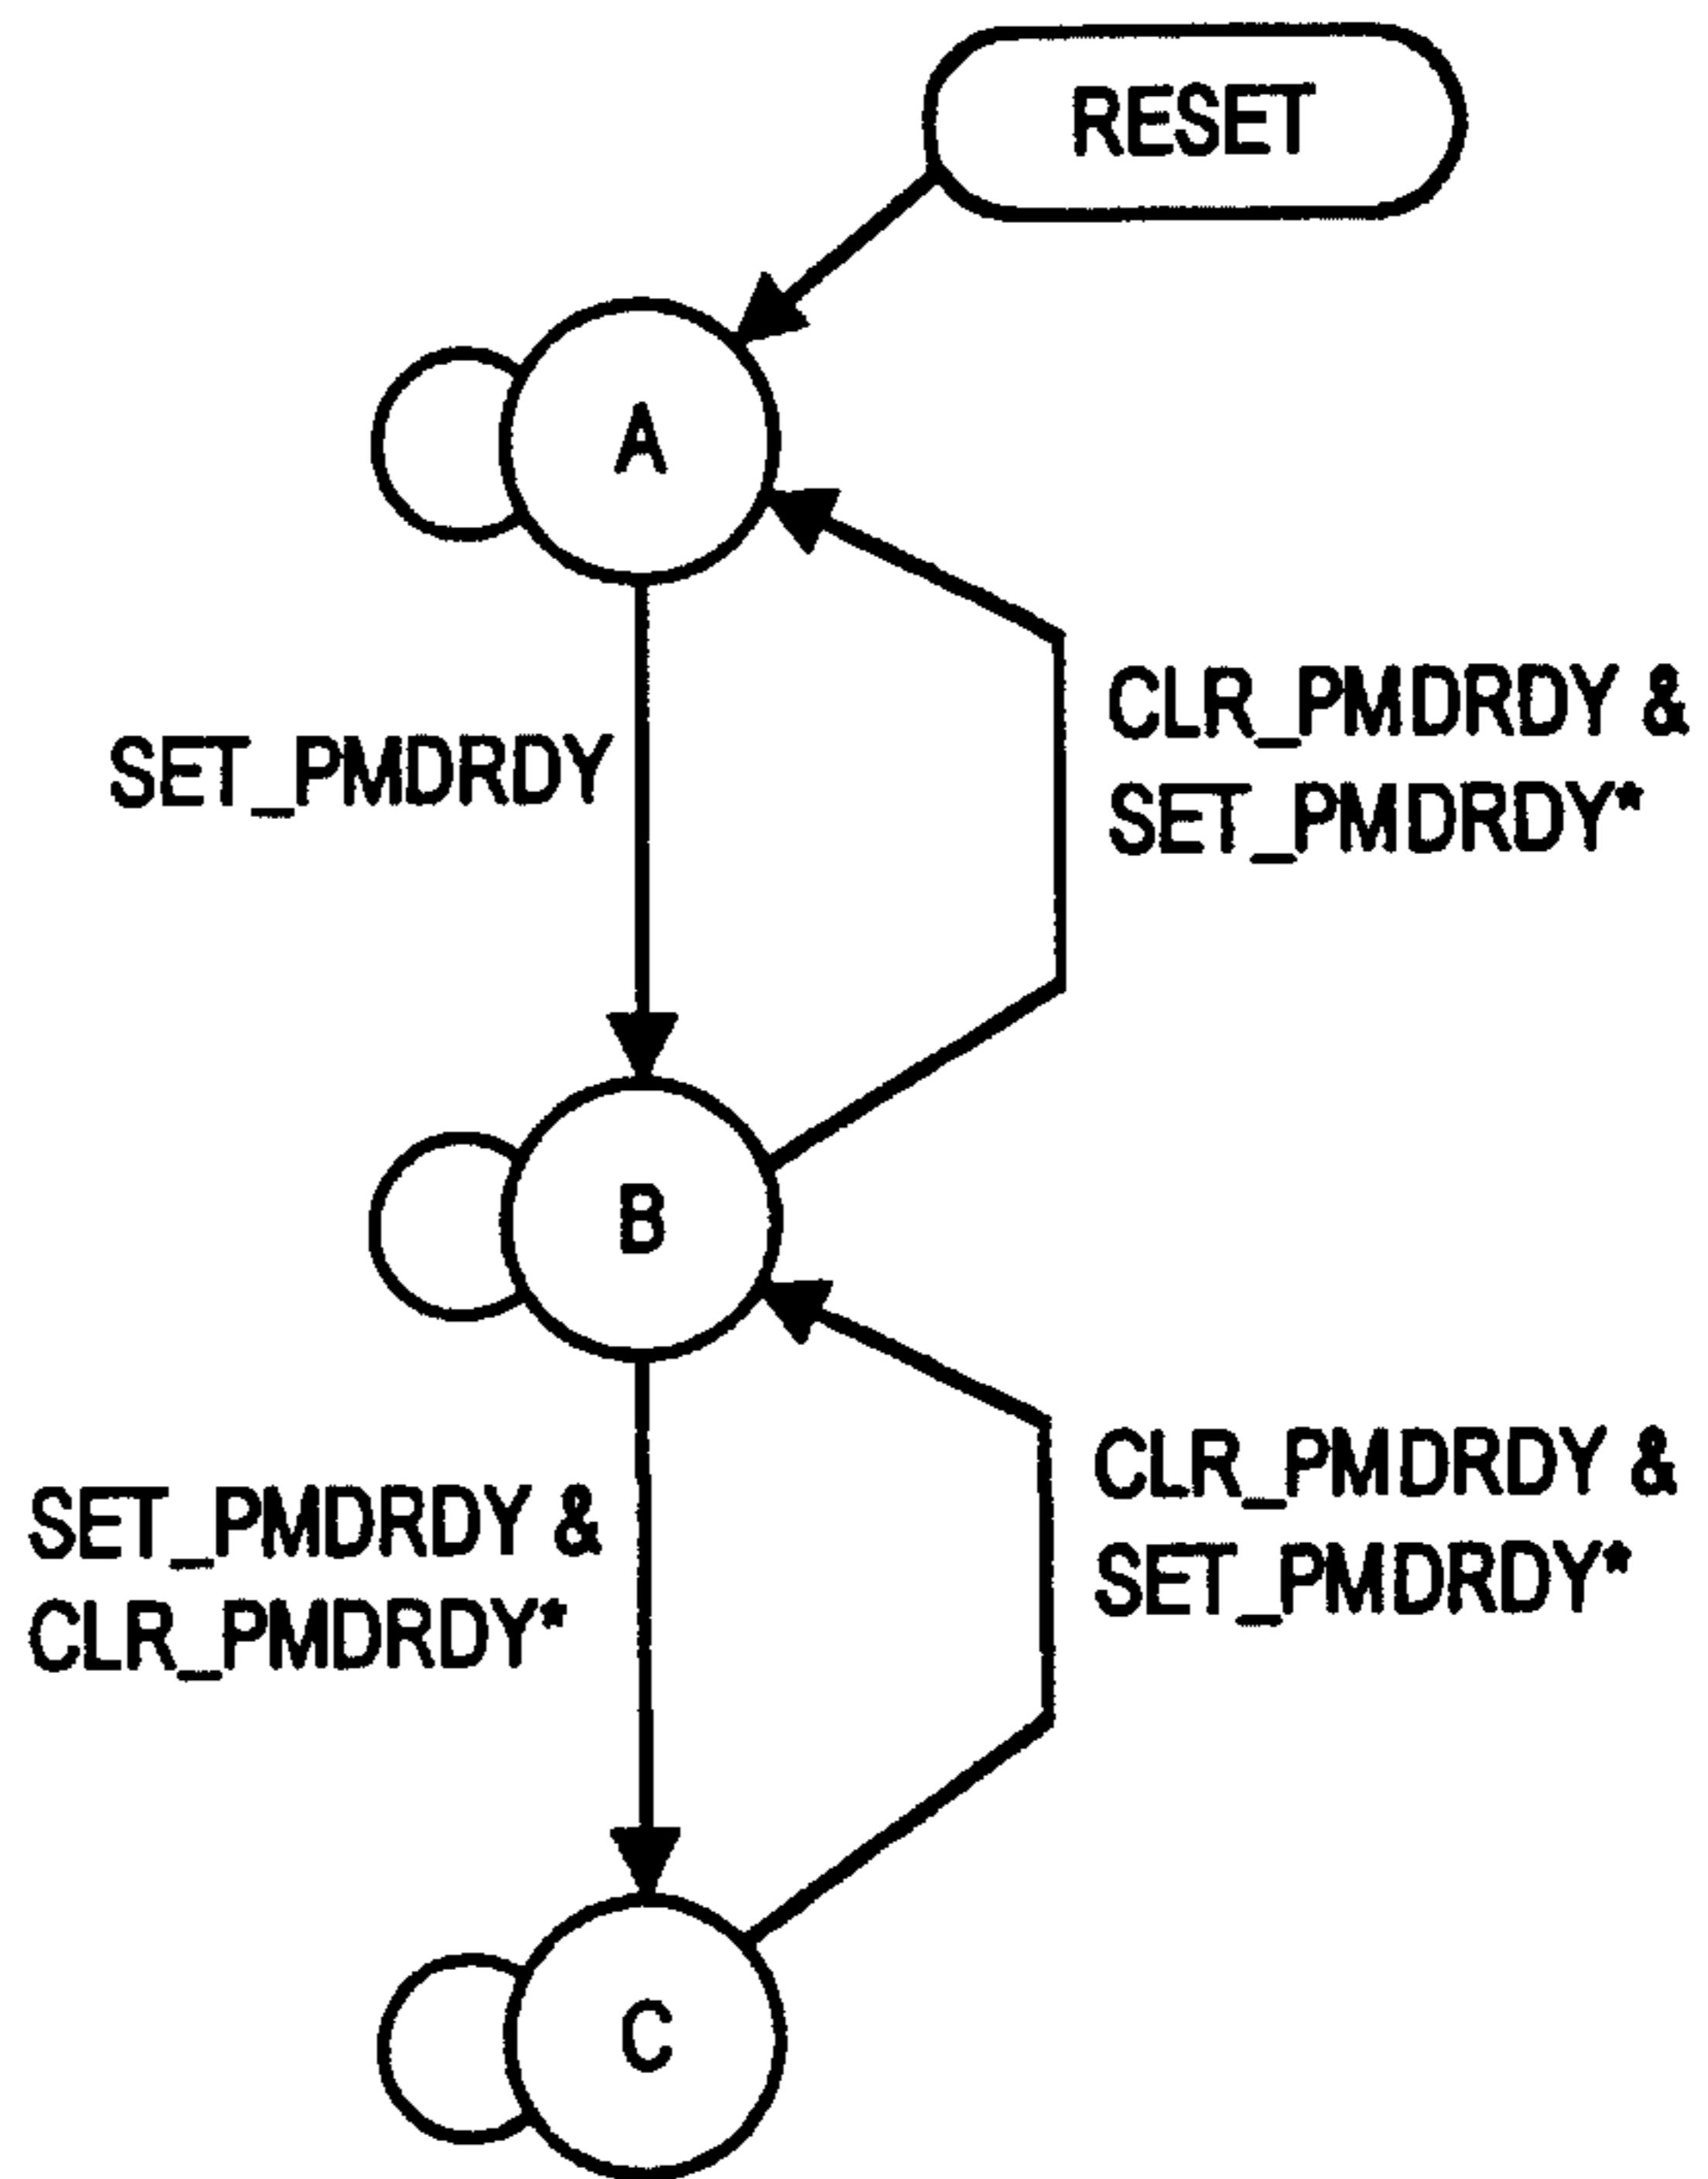 RESET
A
CLR_PMDRDY &
SET_PMDRDY*
SET_PMDRDY
B
CLR_PMDRDY &
SET_PMDRDY*
SET_PMDRDY &
CLR_PMDRDY*
C